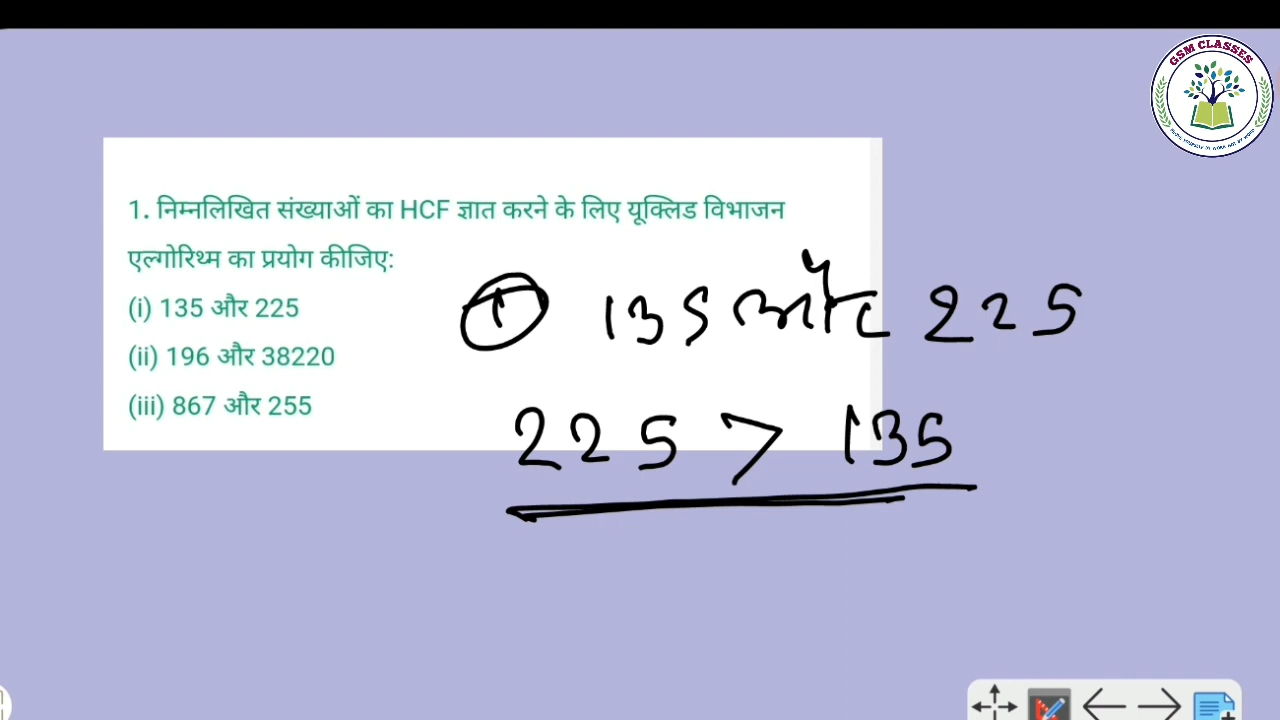 GSM CLASSES
1. निम्नलिखित संख्याओं का HCF ज्ञात करने के लिए यूक्लिड विभाजन
एल्गोरिथ्म का प्रयोग कीजिए:
(i) 135 और 225
(ii) 196 और 38220
(iii) 867 और 255
① 135 और 225
225 > 135